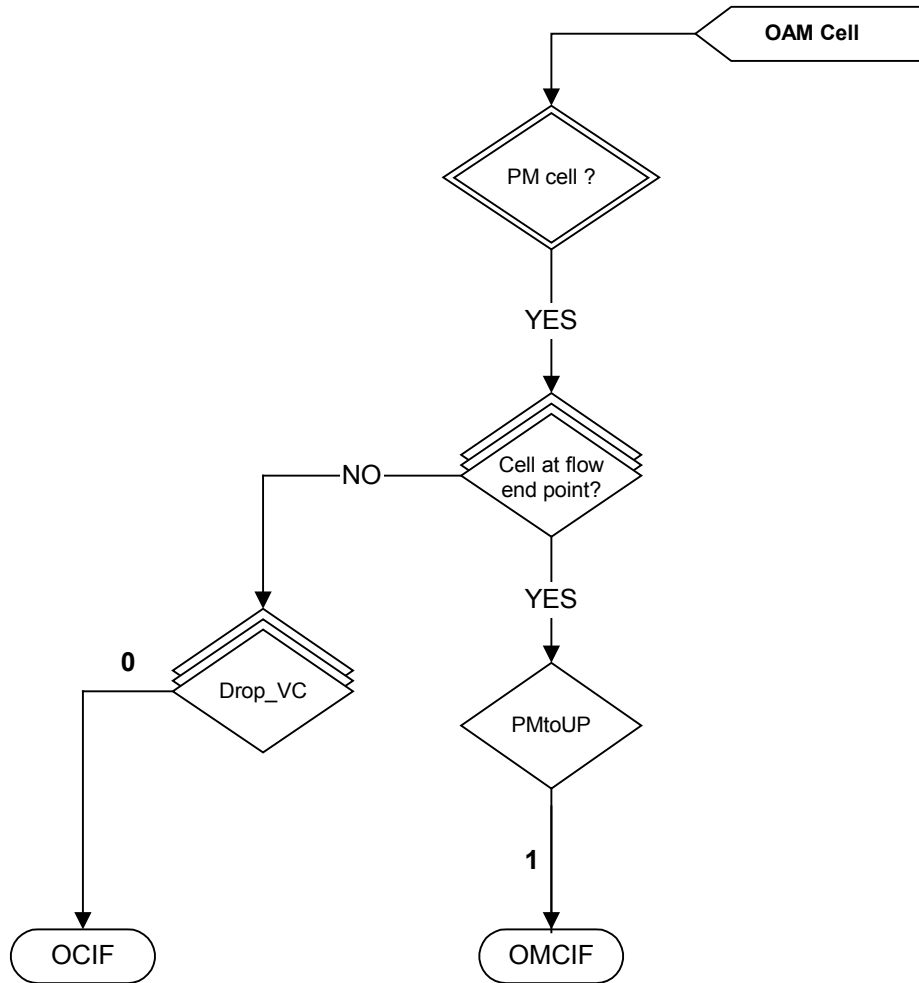 OAM Cell
PM cell ?
YES
Cell at flow
end point?
NO
YES
0
Drop_VC
PMtoUP
1
OCIF
OMCIF